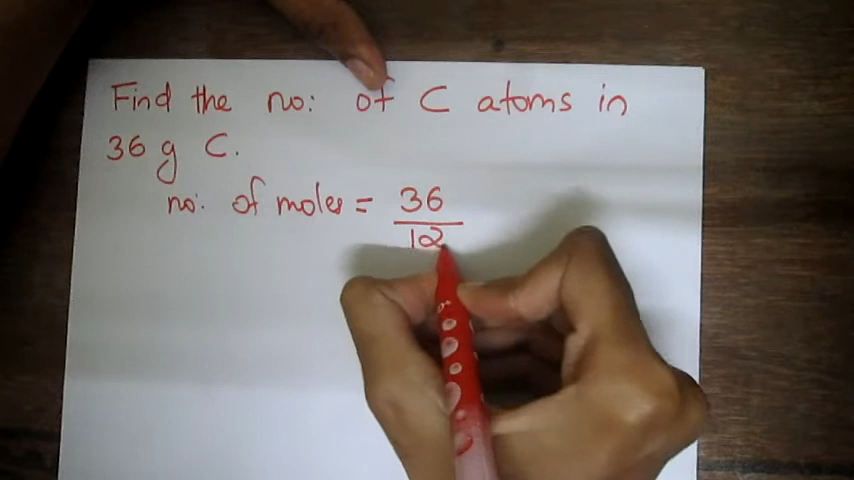 Find the no: of C atoms in
36 g C.
no: of moles = 36
12